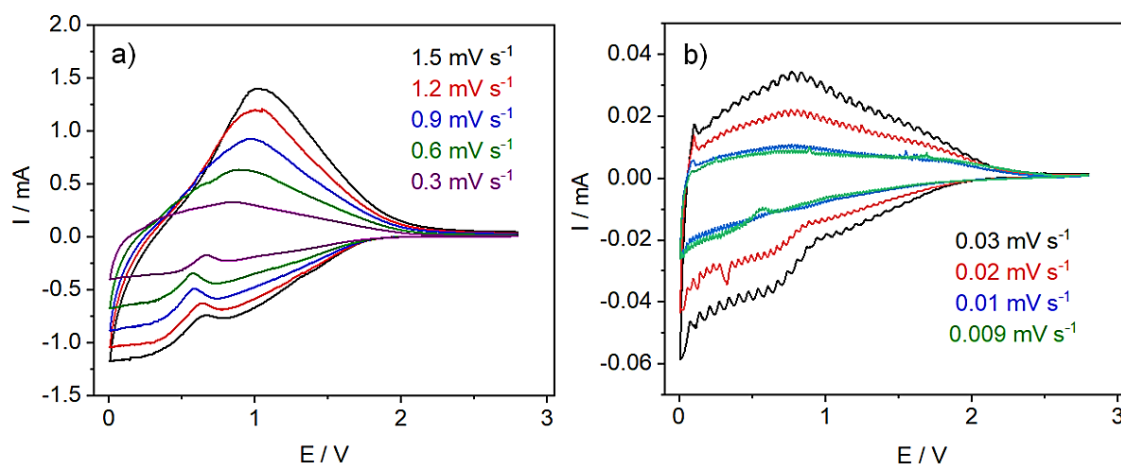 a)
1.5 mV s⁻¹
1.2 mV s⁻¹
0.9 mV s⁻¹
0.6 mV s⁻¹
0.3 mV s⁻¹
2.0
1.5
1.0
0.5
0.0
-0.5
-1.0
-1.5
I / mA
0
1
2
3
E / V
b)
0.03 mV s⁻¹
0.02 mV s⁻¹
0.01 mV s⁻¹
0.009 mV s⁻¹
0.04
0.02
0.00
-0.02
-0.04
-0.06
I / mA
0
1
2
3
E / V